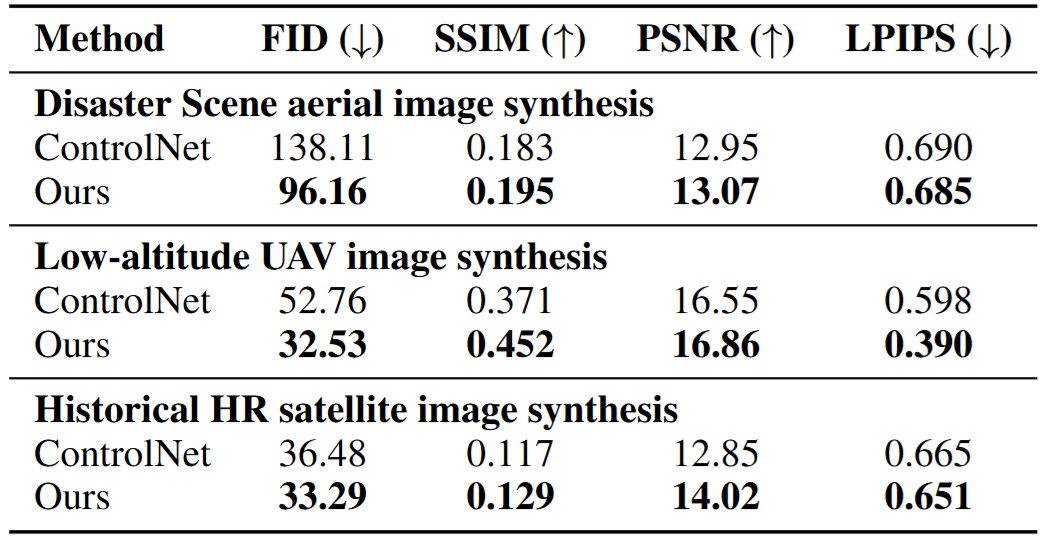 Method FID (↓) SSIM (↑) PSNR (↑) LPIPS (↓)
Disaster Scene aerial image synthesis
ControlNet 138.11 0.183 12.95 0.690
Ours 96.16 0.195 13.07 0.685
Low-altitude UAV image synthesis
ControlNet 52.76 0.371 16.55 0.598
Ours 32.53 0.452 16.86 0.390
Historical HR satellite image synthesis
ControlNet 36.48 0.117 12.85 0.665
Ours 33.29 0.129 14.02 0.651